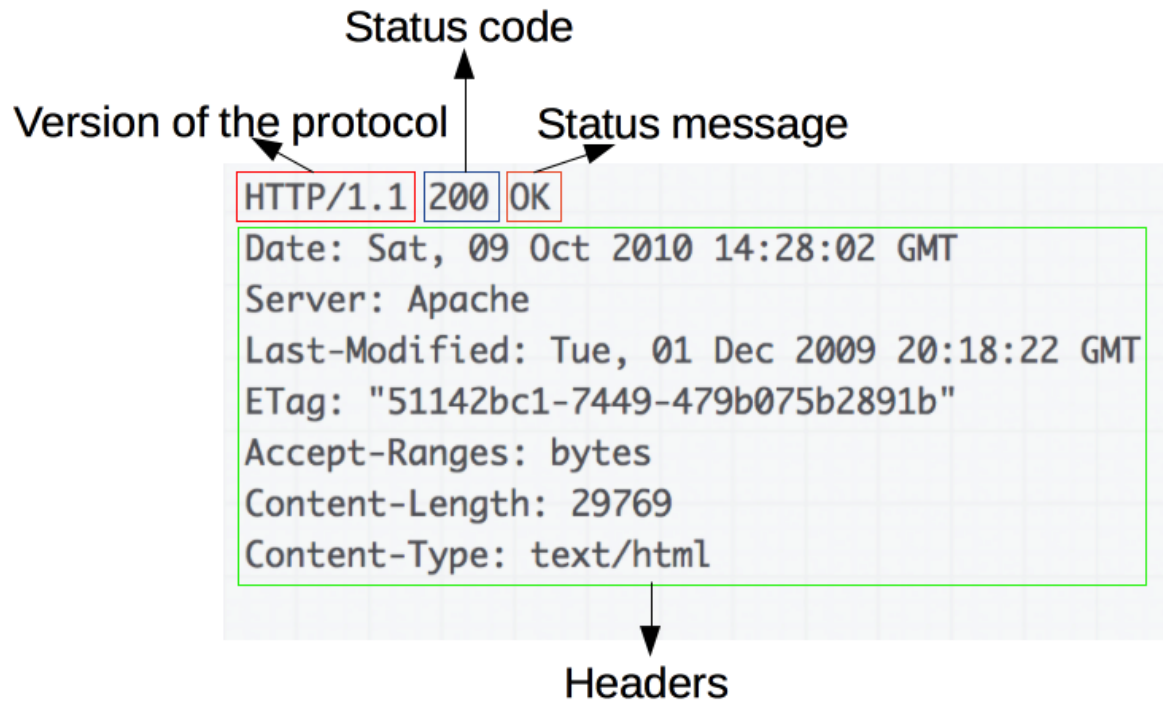 Status code
Version of the protocol
Status message
HTTP/1.1 200 OK
Date: Sat, 09 Oct 2010 14:28:02 GMT
Server: Apache
Last-Modified: Tue, 01 Dec 2009 20:18:22 GMT
ETag: "51142bc1-7449-479b075b2891b"
Accept-Ranges: bytes
Content-Length: 29769
Content-Type: text/html
Headers